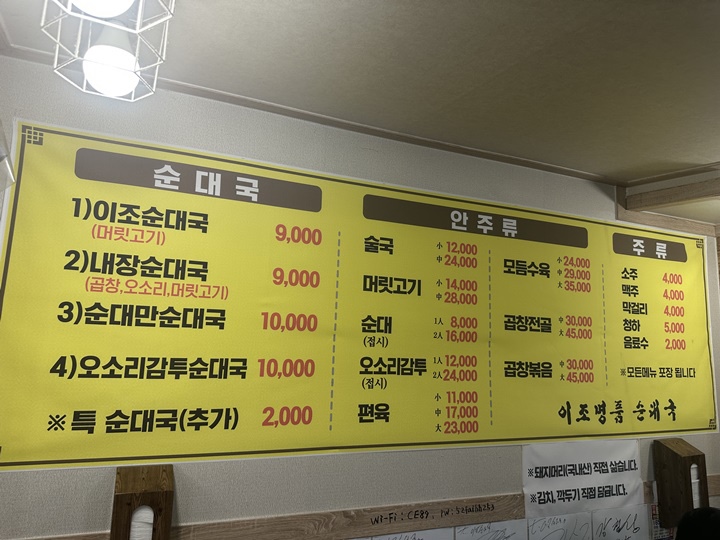 순대국
1)이조순대국 9,000
(머릿고기)
2)내장순대국 9,000
(곱창,오소리,머릿고기)
3)순대만순대국 10,000
4)오소리감투순대국 10,000
※ 특 순대국(추가) 2,000
안주류
술국 小 12,000
中 24,000
머릿고기 小 14,000
中 28,000
순대 1人 8,000
(접시) 2人 16,000
오소리감투 1人 12,000
(접시) 2人 24,000
편육 小 11,000
中 17,000
大 23,000
모듬수육 小 24,000
中 29,000
大 35,000
곱창전골 中 30,000
大 45,000
곱창볶음 中 30,000
大 45,000
주류
소주 4,000
맥주 4,000
막걸리 4,000
청하 5,000
음료수 2,000
※모든메뉴 포장 됩니다
이조명품 순대국
※돼지머리(국내산) 직접 삶습니다.
※김치, 깍두기 직접 담급니다.
Wi-Fi : CE89. PW: